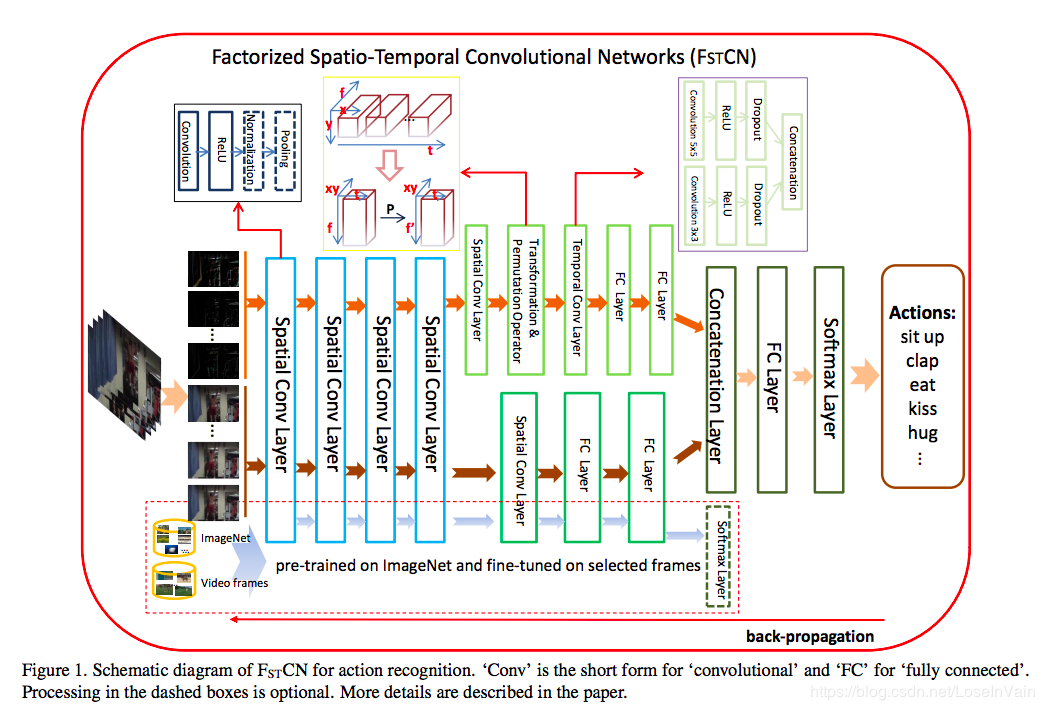 Factorized Spatio-Temporal Convolutional Networks (FSTCN)
Convolution
ReLU
Normalization
Pooling
f
x
y
...
t
xy
t
f
P
xy
t
f'
Convolution 5x5
ReLU
Dropout
Convolution 3x3
ReLU
Dropout
Concatenation
...
...
Spatial Conv Layer
Spatial Conv Layer
Spatial Conv Layer
Spatial Conv Layer
Spatial Conv Layer
Transformation &
Permutation Operator
Temporal Conv Layer
FC Layer
FC Layer
Spatial Conv Layer
FC Layer
FC Layer
Concatenation Layer
FC Layer
Softmax Layer
Actions:
sit up
clap
eat
kiss
hug
...
ImageNet
...
Video frames
pre-trained on ImageNet and fine-tuned on selected frames
Softmax Layer
back-propagation
Figure 1. Schematic diagram of FSTCN for action recognition. ‘Conv’ is the short form for ‘convolutional’ and ‘FC’ for ‘fully connected’.
Processing in the dashed boxes is optional. More details are described in the paper.
https://blog.csdn.net/LoseInVain